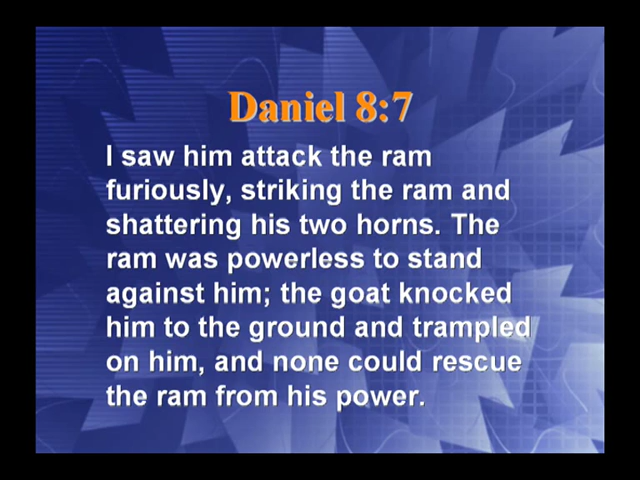 Daniel 8:7
I saw him attack the ram
furiously, striking the ram and
shattering his two horns. The
ram was powerless to stand
against him; the goat knocked
him to the ground and trampled
on him, and none could rescue
the ram from his power.